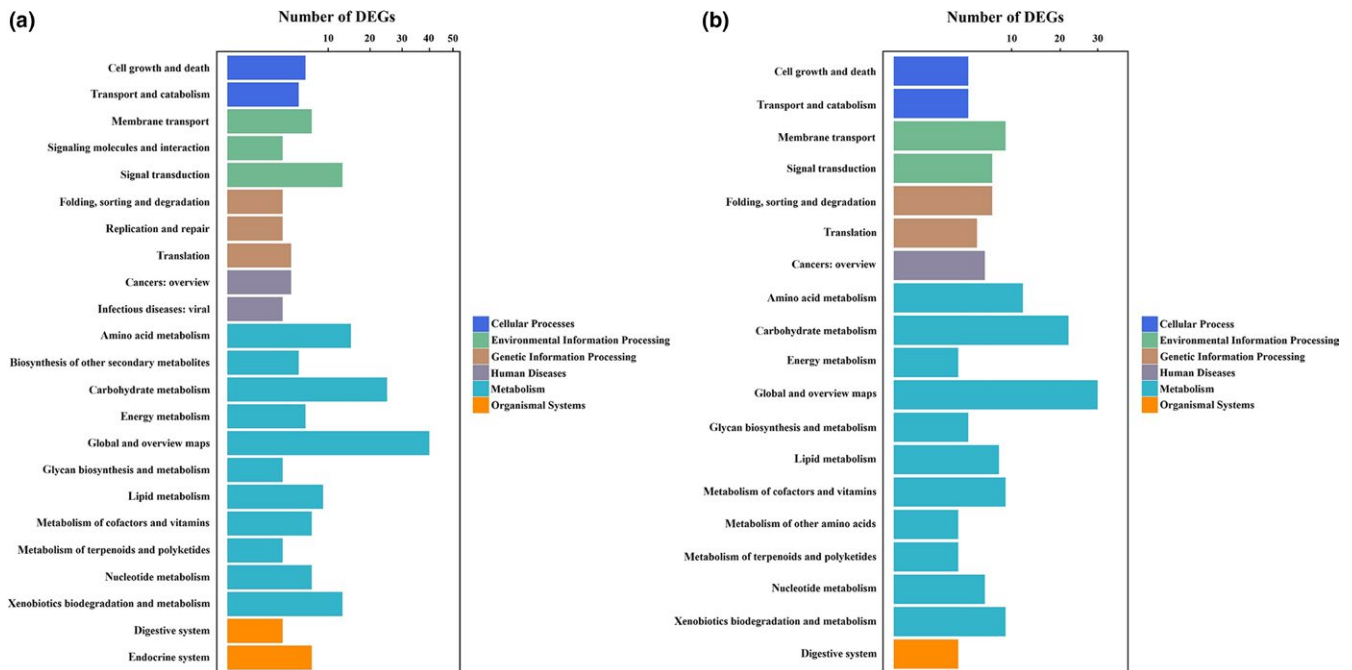 (a)
Number of DEGs
10 20 30 40 50
Cell growth and death
Transport and catabolism
Membrane transport
Signaling molecules and interaction
Signal transduction
Folding, sorting and degradation
Replication and repair
Translation
Cancers: overview
Infectious diseases: viral
Amino acid metabolism
Biosynthesis of other secondary metabolites
Carbohydrate metabolism
Energy metabolism
Global and overview maps
Glycan biosynthesis and metabolism
Lipid metabolism
Metabolism of cofactors and vitamins
Metabolism of terpenoids and polyketides
Nucleotide metabolism
Xenobiotics biodegradation and metabolism
Digestive system
Endocrine system
Cellular Processes
Environmental Information Processing
Genetic Information Processing
Human Diseases
Metabolism
Organismal Systems
(b)
Number of DEGs
10 20 30
Cell growth and death
Transport and catabolism
Membrane transport
Signal transduction
Folding, sorting and degradation
Translation
Cancers: overview
Amino acid metabolism
Carbohydrate metabolism
Energy metabolism
Global and overview maps
Glycan biosynthesis and metabolism
Lipid metabolism
Metabolism of cofactors and vitamins
Metabolism of other amino acids
Metabolism of terpenoids and polyketides
Nucleotide metabolism
Xenobiotics biodegradation and metabolism
Digestive system
Cellular Process
Environmental Information Processing
Genetic Information Processing
Human Diseases
Metabolism
Organismal Systems